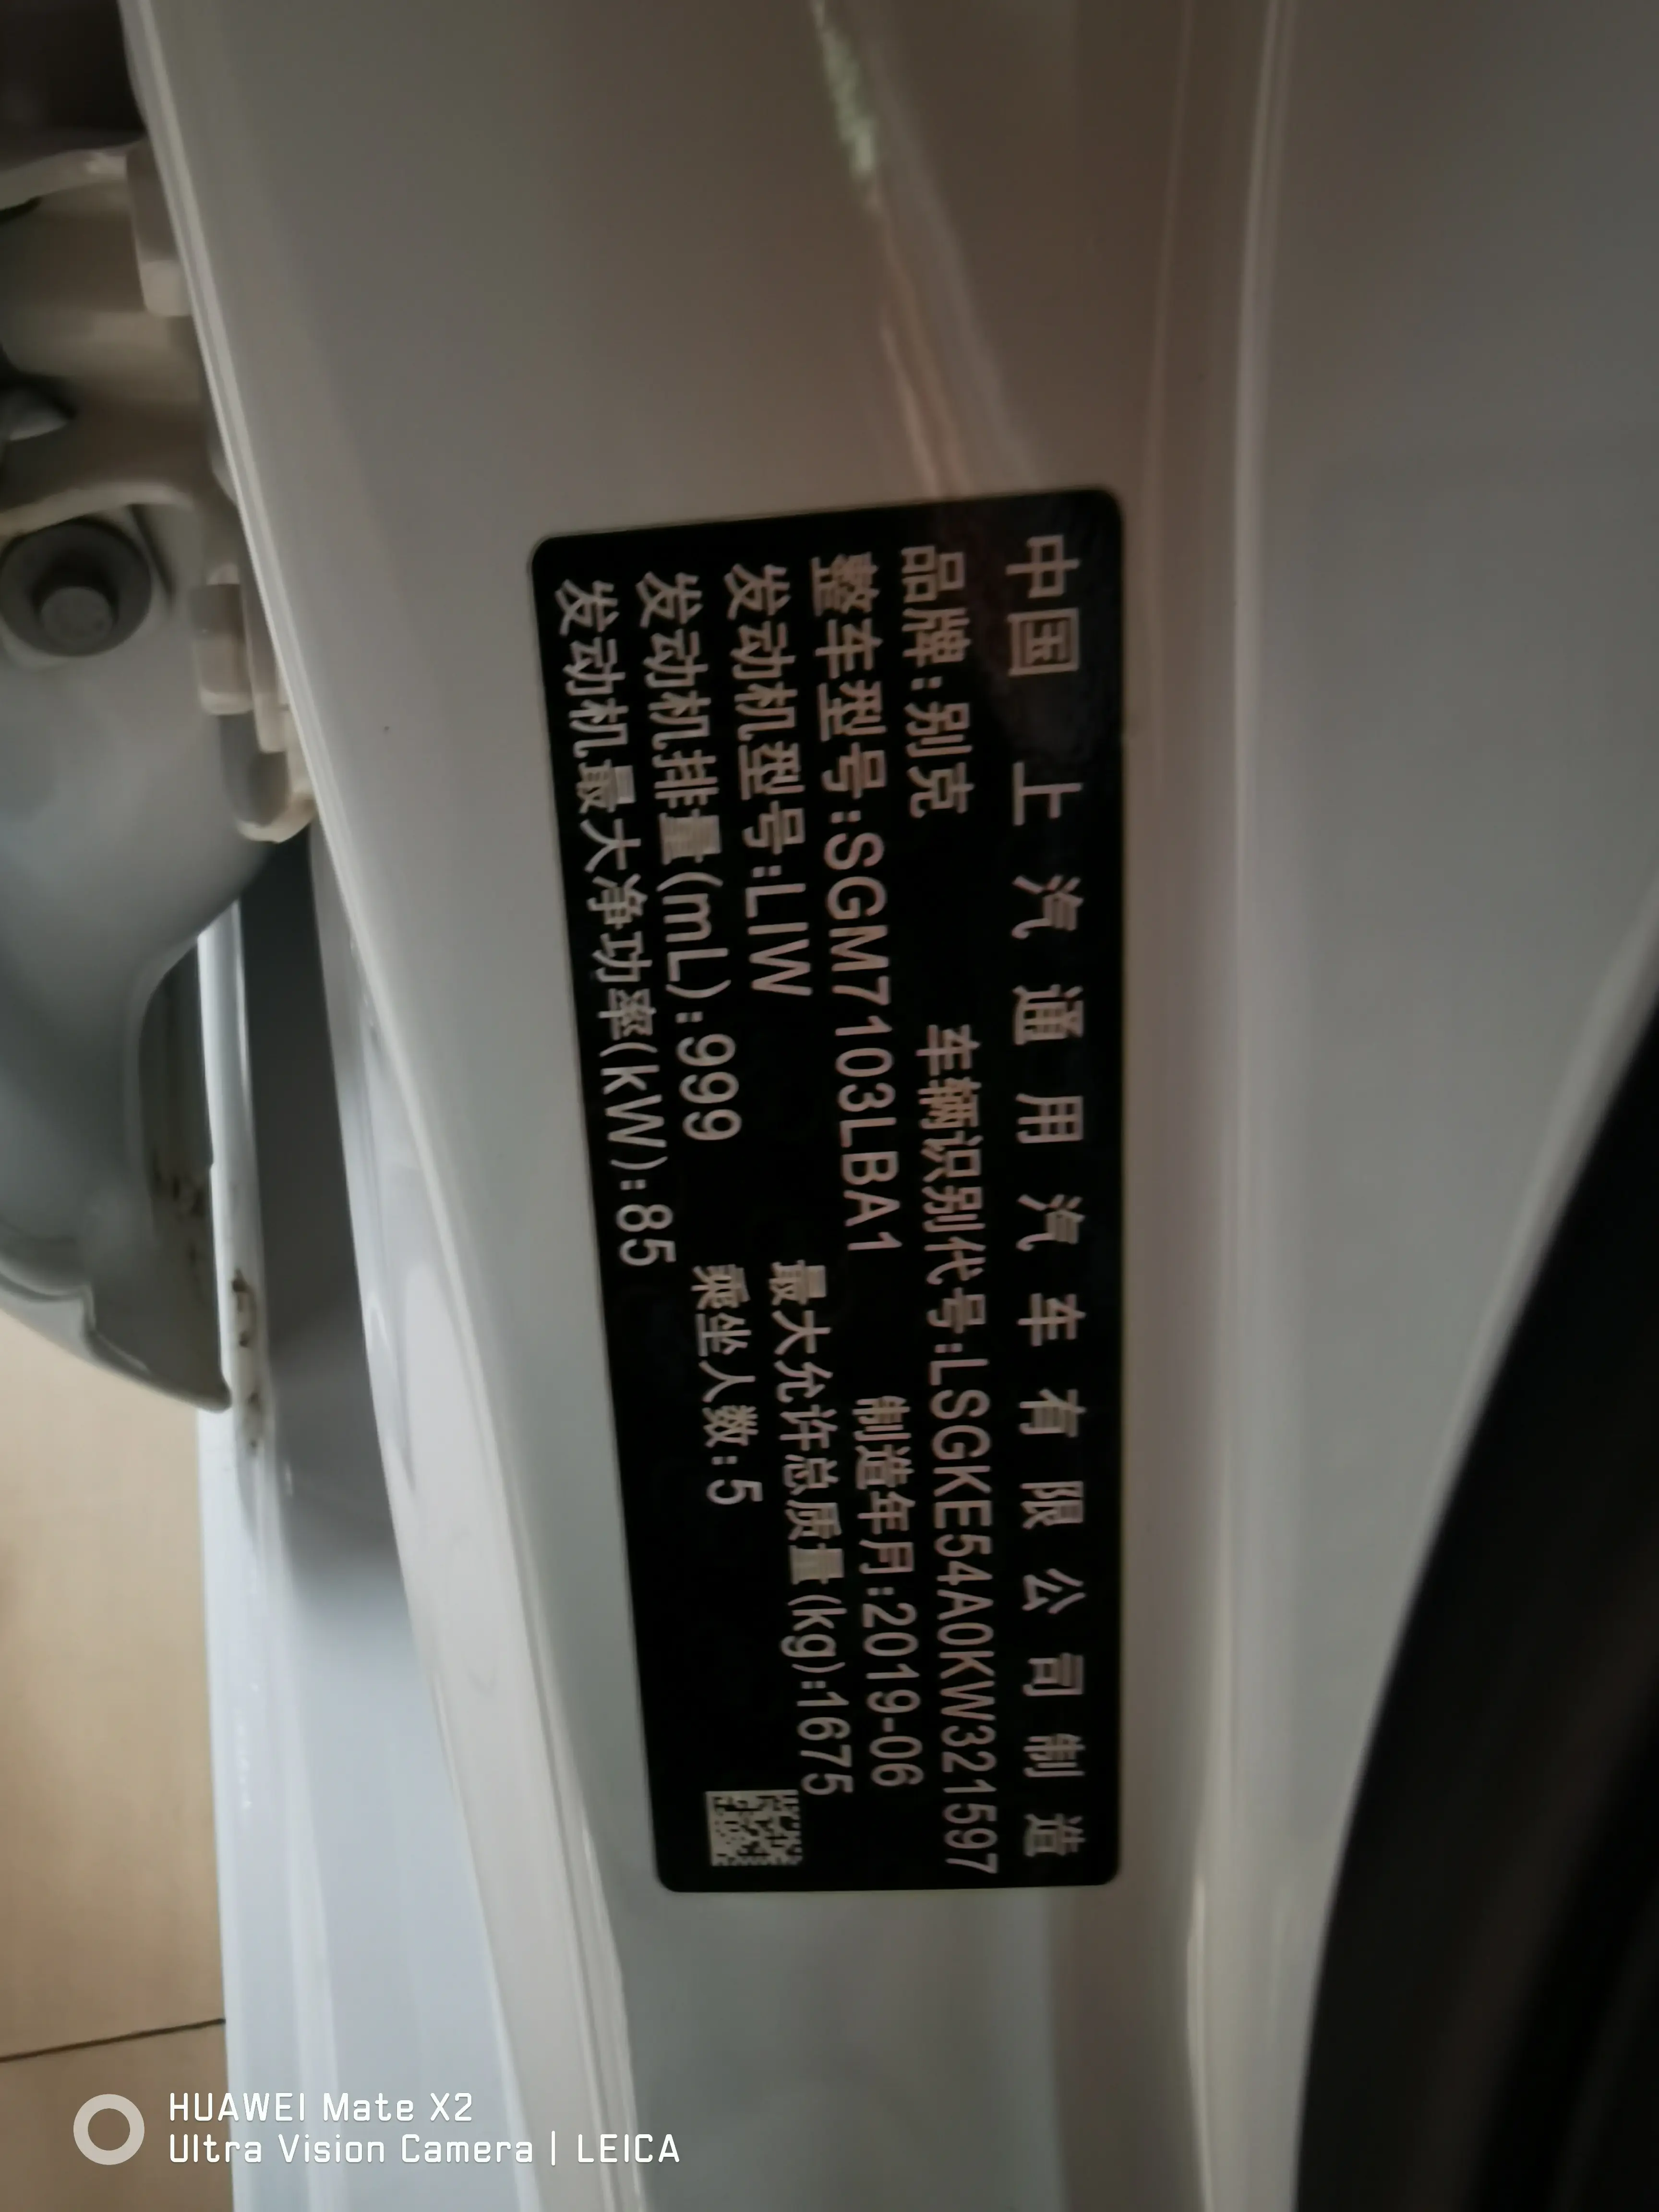 中国 上汽通用汽车有限公司制造
品牌:别克 车辆识别代号:LSGKE54A0KW321597
整车型号:SGM7103LBA1 制造年月:2019-06
发动机型号:LIW 最大允许总质量(kg):1675
发动机排量(mL):999 乘坐人数:5
发动机最大净功率(kW):85
HUAWEI Mate X2
Ultra Vision Camera | LEICA